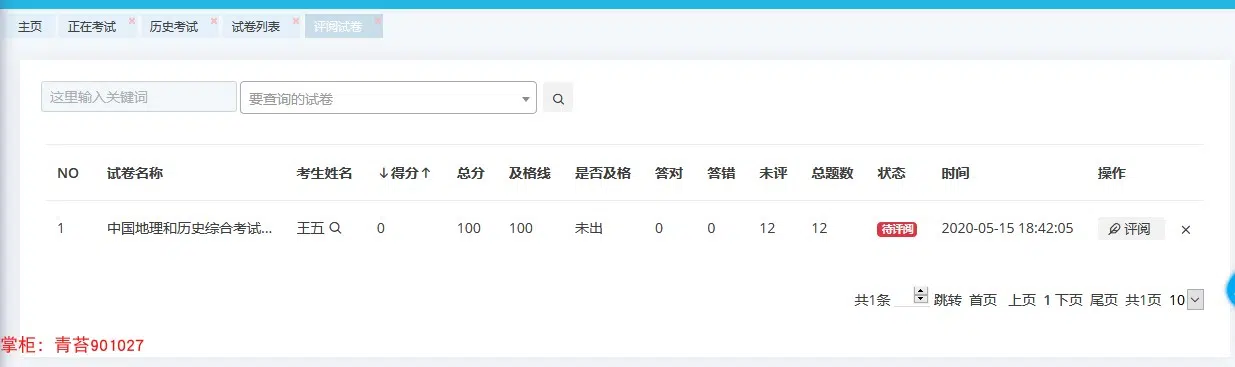 主页 正在考试 历史考试 试卷列表 评阅试卷
这里输入关键词 要查询的试卷
NO 试卷名称 考生姓名 ↓得分↑ 总分 及格线 是否及格 答对 答错 未评 总题数 状态 时间 操作
1 中国地理和历史综合考试... 王五 0 100 100 未出 0 0 12 12 待评阅 2020-05-15 18:42:05 评阅 ×
共1条 跳转 首页 上页 1 下页 尾页 共1页 10
掌柜：青苔901027